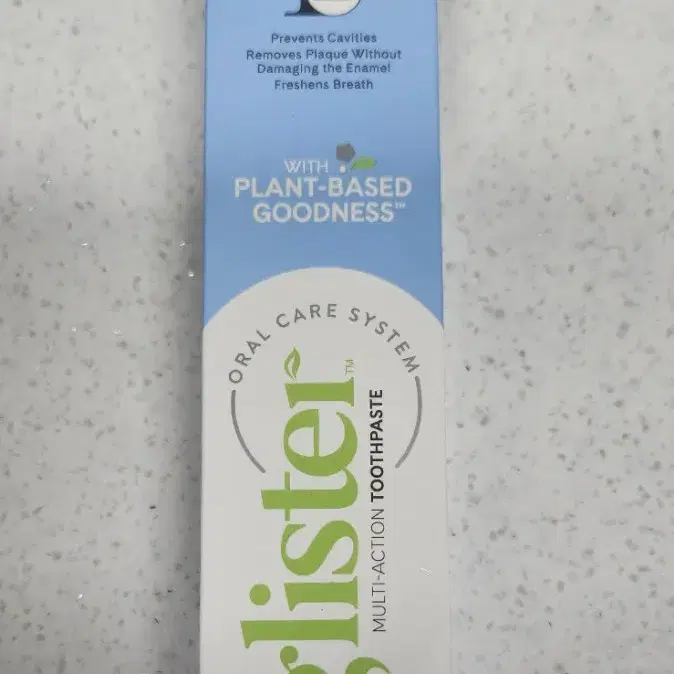 Prevents Cavities
Removes Plaque Without
Damaging the Enamel
Freshens Breath
WITH
PLANT-BASED
GOODNESS™
ORAL CARE SYSTEM
glister™
MULTI-ACTION TOOTHPASTE